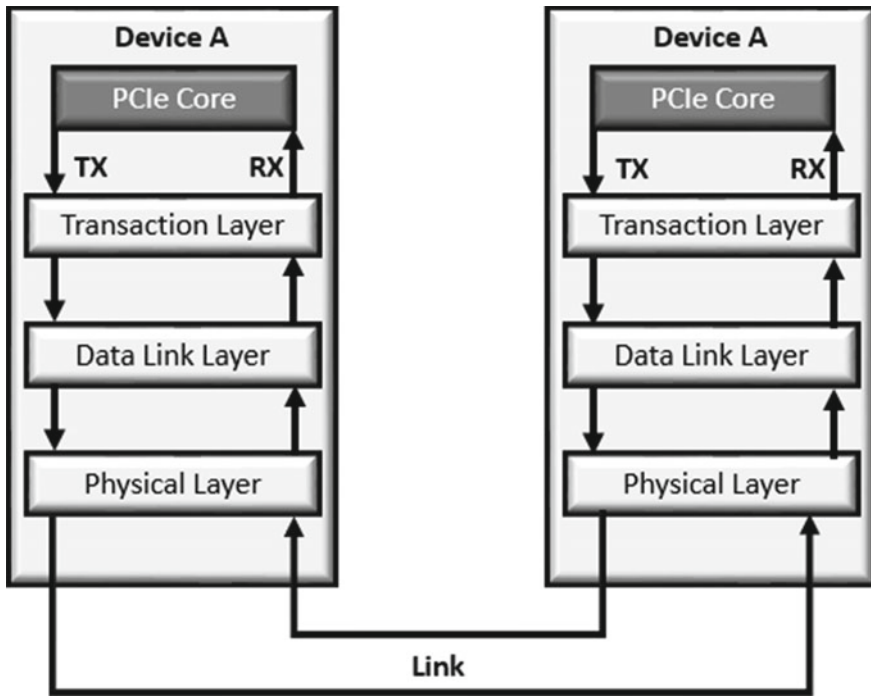 Device A
PCIe Core
TX RX
Transaction Layer
Data Link Layer
Physical Layer
Device A
PCIe Core
TX RX
Transaction Layer
Data Link Layer
Physical Layer
Link